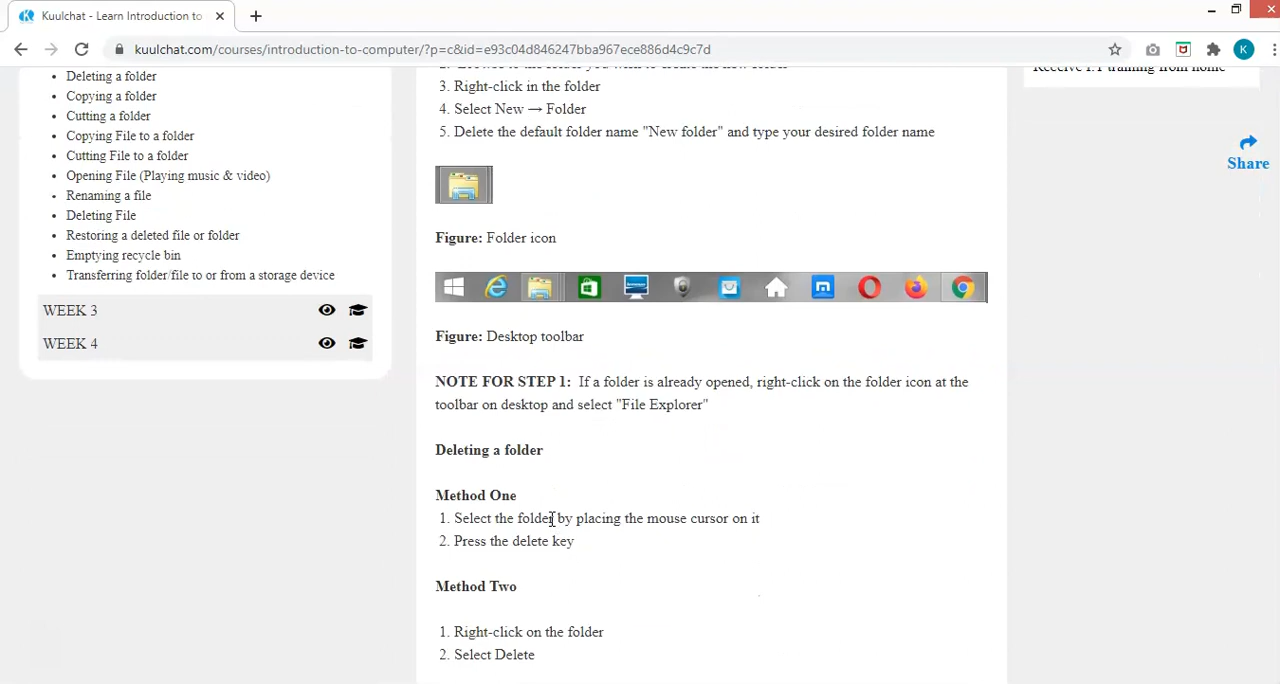 Kuulchat - Learn Introduction to
kuulchat.com/courses/introduction-to-computer/?p=c&id=e93c04d846247bba967ece886d4c9c7d
K
Deleting a folder
Copying a folder
Cutting a folder
Copying File to a folder
Cutting File to a folder
Opening File (Playing music & video)
Renaming a file
Deleting File
Restoring a deleted file or folder
Emptying recycle bin
Transferring folder/file to or from a storage device
WEEK 3
WEEK 4
3. Right-click in the folder
4. Select New → Folder
5. Delete the default folder name "New folder" and type your desired folder name
Figure: Folder icon
Figure: Desktop toolbar
NOTE FOR STEP 1: If a folder is already opened, right-click on the folder icon at the
toolbar on desktop and select "File Explorer"
Deleting a folder
Method One
1. Select the folder by placing the mouse cursor on it
2. Press the delete key
Method Two
1. Right-click on the folder
2. Select Delete
Share